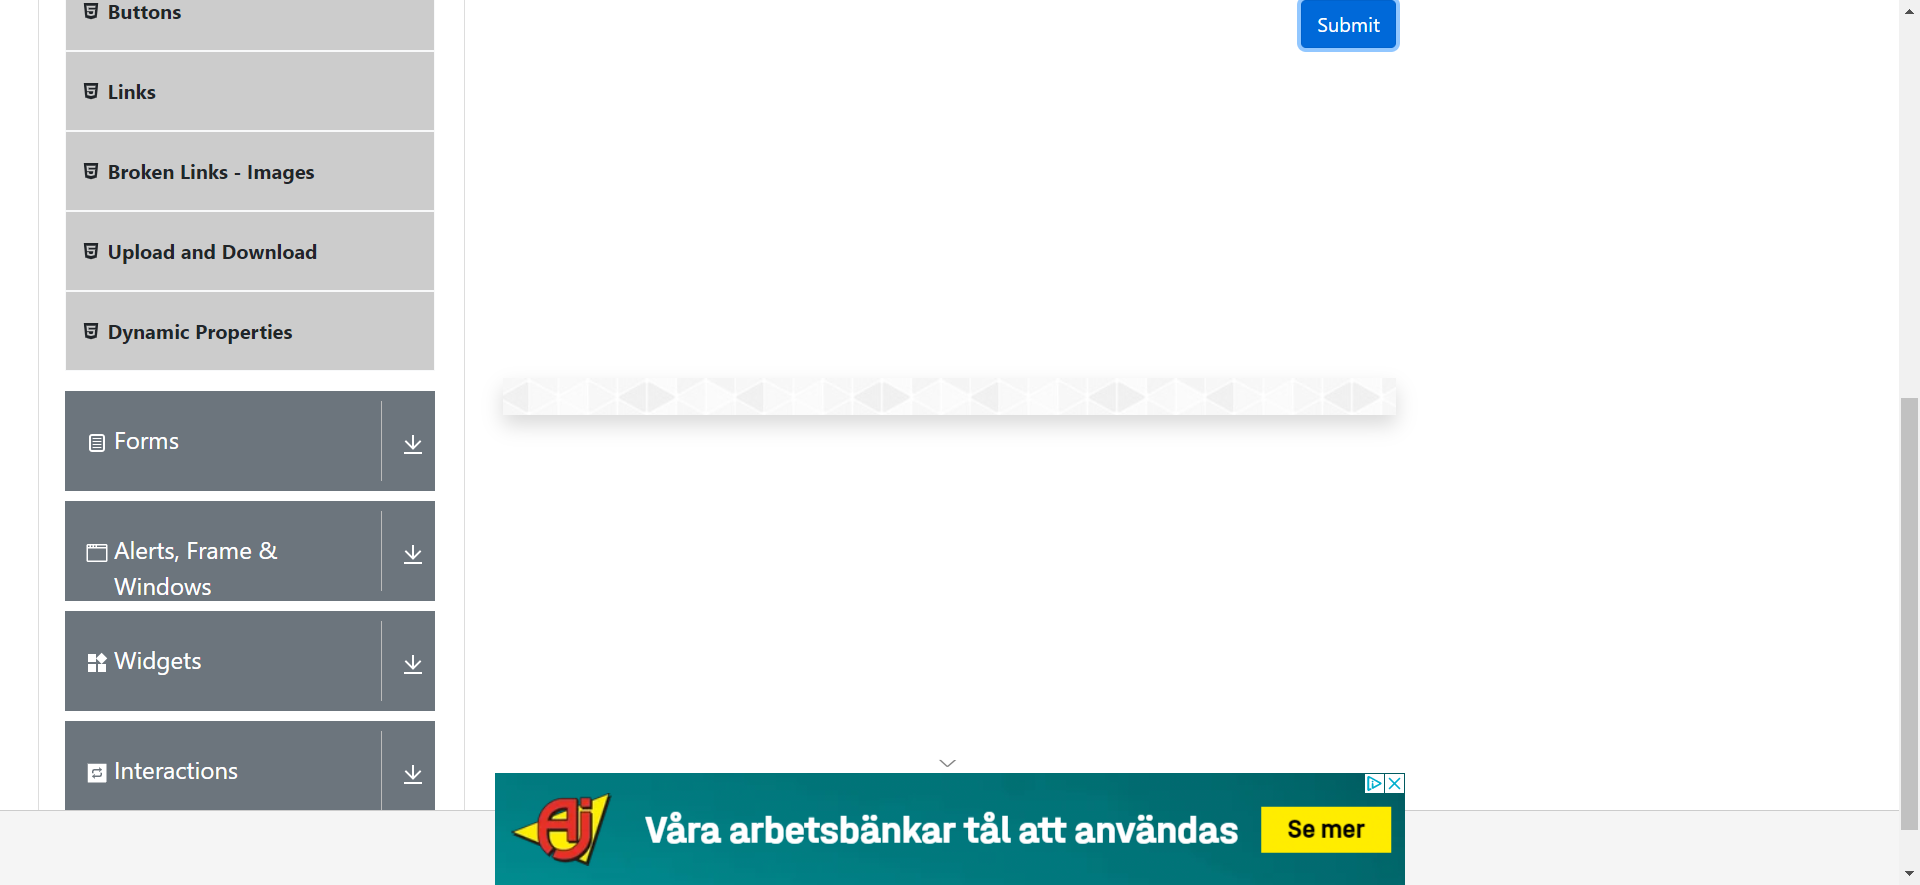 Buttons
Submit
Links
Broken Links - Images
Upload and Download
Dynamic Properties
Forms
Alerts, Frame &
Windows
Widgets
Interactions
Aj
Våra arbetsbänkar tål att användas
Se mer